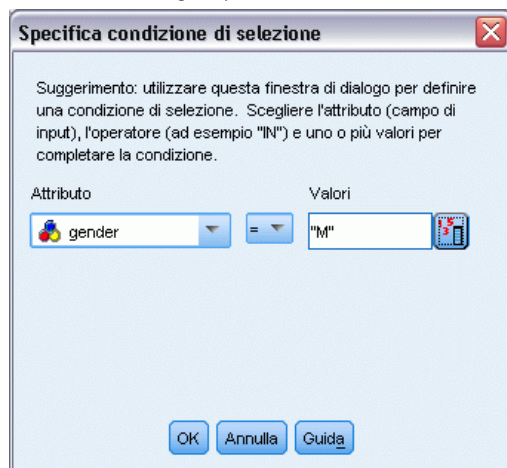 Specifica condizione di selezione
Suggerimento: utilizzare questa finestra di dialogo per definire
una condizione di selezione. Scegliere l'attributo (campo di
input), l'operatore (ad esempio "IN") e uno o più valori per
completare la condizione.
Attributo Valori
gender = "M"
OK Annulla Guida